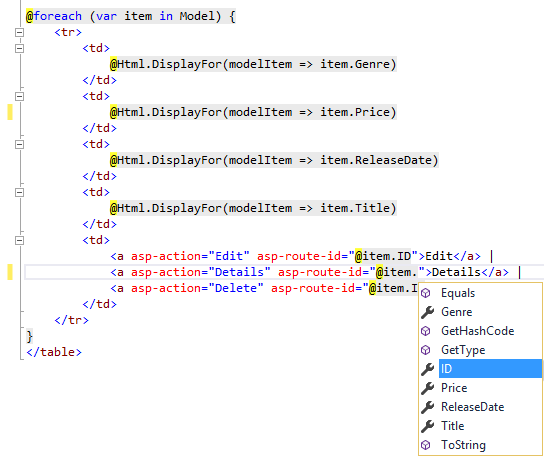 @foreach (var item in Model) {
<tr>
<td>
@Html.DisplayFor(modelItem => item.Genre)
</td>
<td>
@Html.DisplayFor(modelItem => item.Price)
</td>
<td>
@Html.DisplayFor(modelItem => item.ReleaseDate)
</td>
<td>
@Html.DisplayFor(modelItem => item.Title)
</td>
<td>
<a asp-action="Edit" asp-route-id="@item.ID">Edit</a> |
<a asp-action="Details" asp-route-id="@item.">Details</a> |
<a asp-action="Delete" asp-route-id="@item.I
</td>
</tr>
}
</table>
Equals
Genre
GetHashCode
GetType
ID
Price
ReleaseDate
Title
ToString